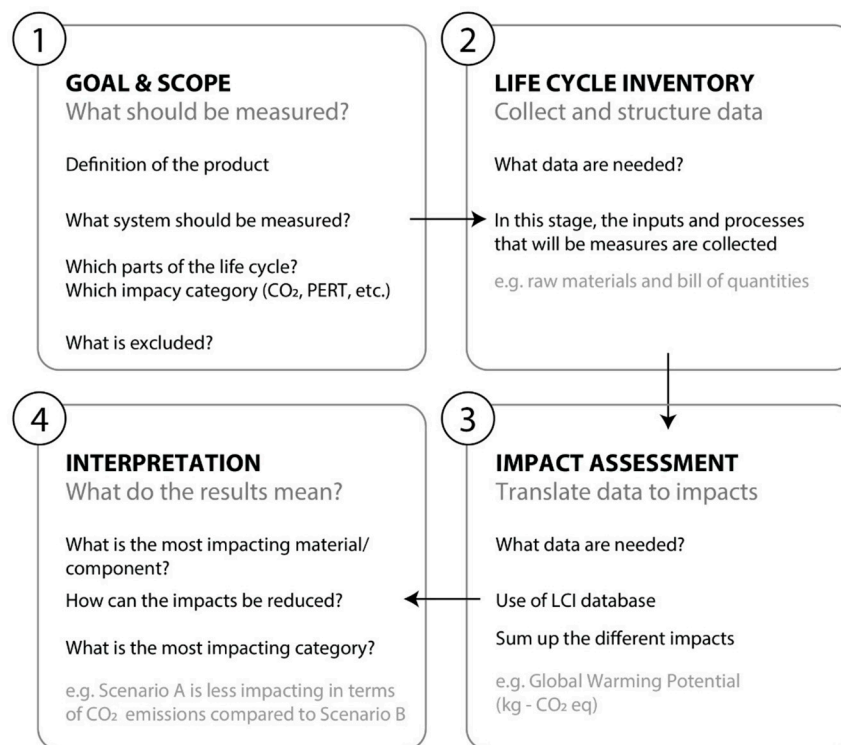 1
GOAL & SCOPE
What should be measured?
Definition of the product
What system should be measured?
Which parts of the life cycle?
Which impacy category (CO₂, PERT, etc.)
What is excluded?
2
LIFE CYCLE INVENTORY
Collect and structure data
What data are needed?
In this stage, the inputs and processes
that will be measures are collected
e.g. raw materials and bill of quantities
3
IMPACT ASSESSMENT
Translate data to impacts
What data are needed?
Use of LCI database
Sum up the different impacts
e.g. Global Warming Potential
(kg - CO₂ eq)
4
INTERPRETATION
What do the results mean?
What is the most impacting material/
component?
How can the impacts be reduced?
What is the most impacting category?
e.g. Scenario A is less impacting in terms
of CO₂ emissions compared to Scenario B